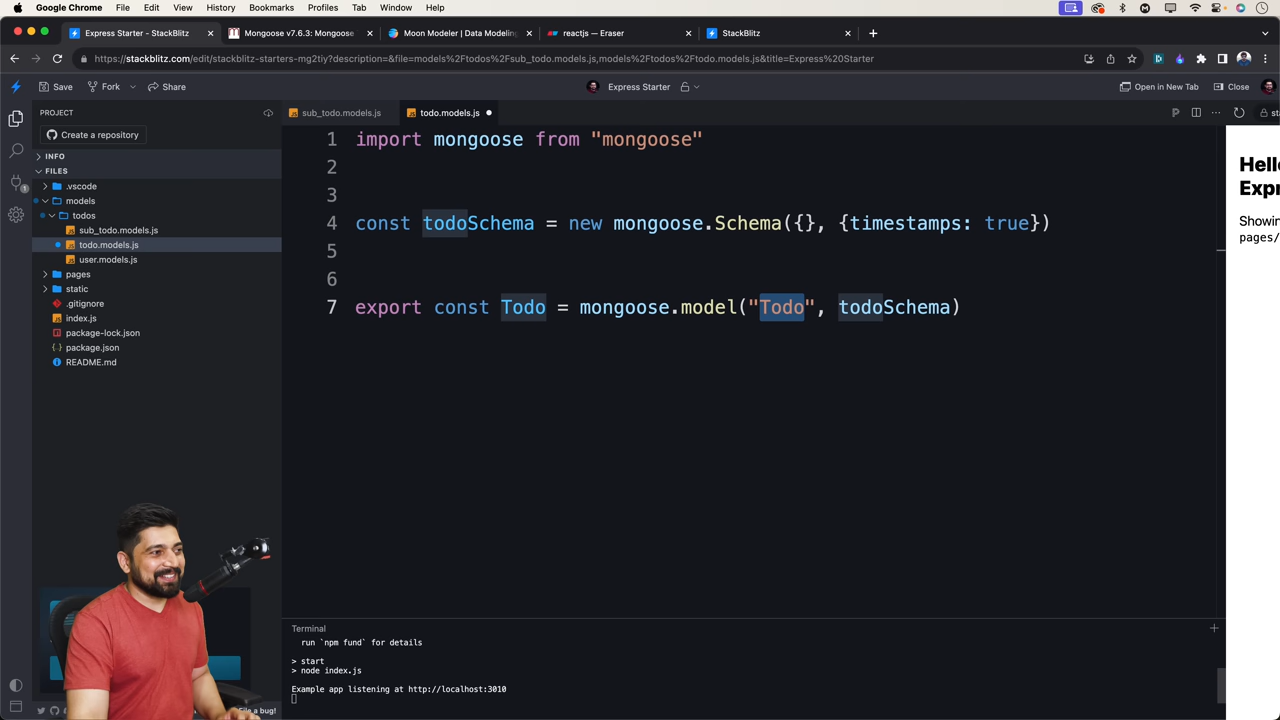 Chrome File Edit View History Bookmarks Profiles Tab Window Help
Google Chrome
Express Starter - StackBlitz
Mongoose v7.6.3: Mongoose
Moon Modeler | Data Modeling
reactjs — Eraser
StackBlitz
https://stackblitz.com/edit/stackblitz-starters-mg2tiy?description=&file=models%2Ftodos%2Fsub_todo.models.js,models%2Ftodos%2Ftodo.models.js&title=Express%20Starter
Save Fork Share
Express Starter
Open in New Tab Close
PROJECT
Create a repository
INFO
FILES
.vscode
models
todos
sub_todo.models.js
todo.models.js
user.models.js
pages
static
.gitignore
index.js
package-lock.json
package.json
README.md
sub_todo.models.js
todo.models.js
1 import mongoose from "mongoose"
2
3
4 const todoSchema = new mongoose.Schema({}, {timestamps: true})
5
6
7 export const Todo = mongoose.model("Todo", todoSchema)
Terminal
run `npm fund` for details
> start
> node index.js
Example app listening at http://localhost:3010
Hello
Expr
Showin
pages/
File a bug!